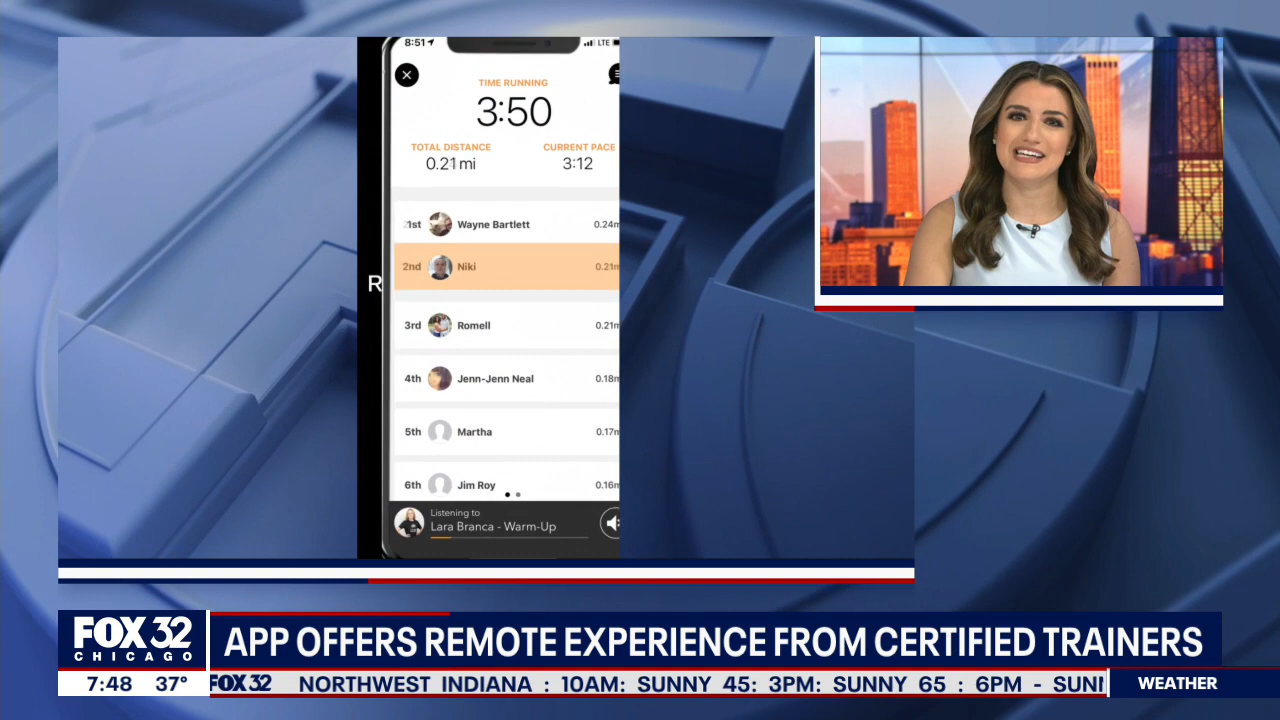 8:51
LTE
TIME RUNNING
3:50
TOTAL DISTANCE
CURRENT PACE
0.21 mi
3:12
1st Wayne Bartlett 0.24m
2nd Niki 0.21m
R
3rd Romell 0.21m
4th Jenn-Jenn Neal 0.18m
5th Martha 0.17m
6th Jim Roy 0.16m
Listening to
Lara Branca - Warm-Up
FOX 32
CHICAGO
APP OFFERS REMOTE EXPERIENCE FROM CERTIFIED TRAINERS
7:48 37°
FOX 32 NORTHWEST INDIANA : 10AM: SUNNY 45: 3PM: SUNNY 65 : 6PM - SUN
WEATHER